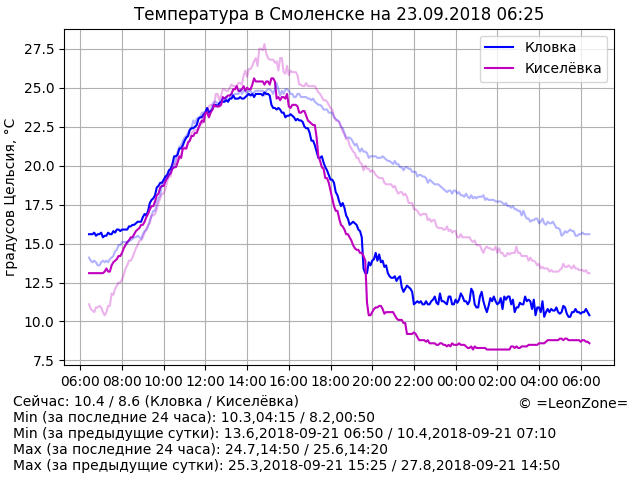 Температура в Смоленске на 23.09.2018 06:25
градусов Цельсия, °C
27.5
25.0
22.5
20.0
17.5
15.0
12.5
10.0
7.5
Кловка
Киселёвка
06:00 08:00 10:00 12:00 14:00 16:00 18:00 20:00 22:00 00:00 02:00 04:00 06:00
Сейчас: 10.4 / 8.6 (Кловка / Киселёвка)
© =LeonZone=
Min (за последние 24 часа): 10.3,04:15 / 8.2,00:50
Min (за предыдущие сутки): 13.6,2018-09-21 06:50 / 10.4,2018-09-21 07:10
Max (за последние 24 часа): 24.7,14:50 / 25.6,14:20
Max (за предыдущие сутки): 25.3,2018-09-21 15:25 / 27.8,2018-09-21 14:50